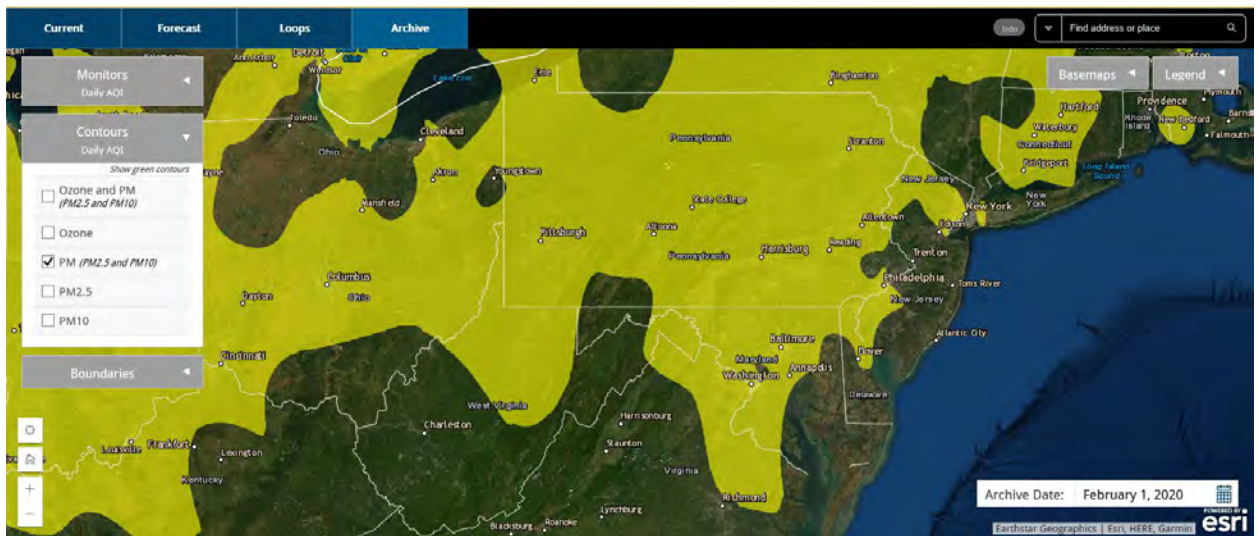 Current Forecast Loops Archive
Info Find address or place
Monitors
Daily AQI
Contours
Daily AQI
Show green contours
Ozone and PM
(PM2.5 and PM10)
Ozone
PM (PM2.5 and PM10)
PM2.5
PM10
Boundaries
+
−
Basemaps Legend
Ann Arbor
Detroit
Windsor
Lake Erie
Erie
Binghamton
Hartford
Providence
Plymouth
Toledo
Cleveland
Waterbury
Rhode
Island
New Bedford
Falmouth
Ohio
Pennsylvania
Scranton
Connecticut
Bridgeport
Long Island
Sound
Akron
Youngstown
New Jersey
Mansfield
State College
New York
New
York
Allentown
Edison
Pittsburgh
Altoona
Harrisburg
Reading
Pennsylvania
Trenton
Columbus
Philadelphia
Toms River
Dayton
Ohio
New Jersey
Atlantic City
Baltimore
Cincinnati
Maryland
Dover
Washington
Annapolis
Delaware
West Virginia
Harrisonburg
Charleston
Louisville
Frankfort
Lexington
Staunton
Virginia
Kentucky
Richmond
Lynchburg
Blacksburg
Roanoke
Archive Date: February 1, 2020
Earthstar Geographics | Esri, HERE, Garmin
POWERED BY
esri